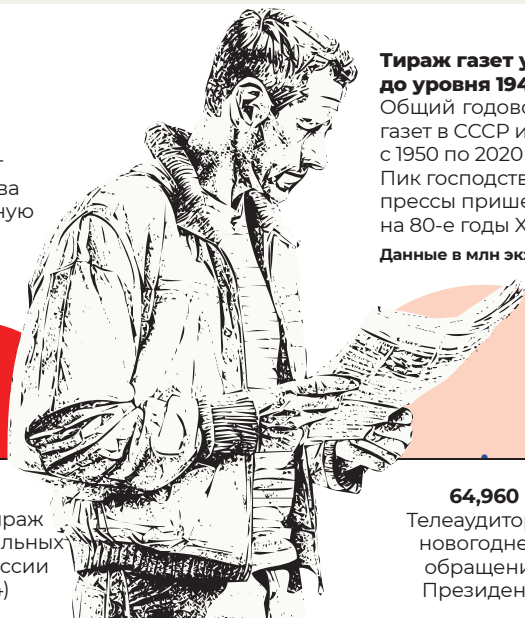 Тираж газет у
до уровня 194
Общий годово
газет в СССР и
с 1950 по 2020
Пик господств
прессы прише
на 80-е годы X
Данные в млн экз
ва
ную
раж
льных
ссии
64,960
Телеаудитор
новогодне
обращени
Президен